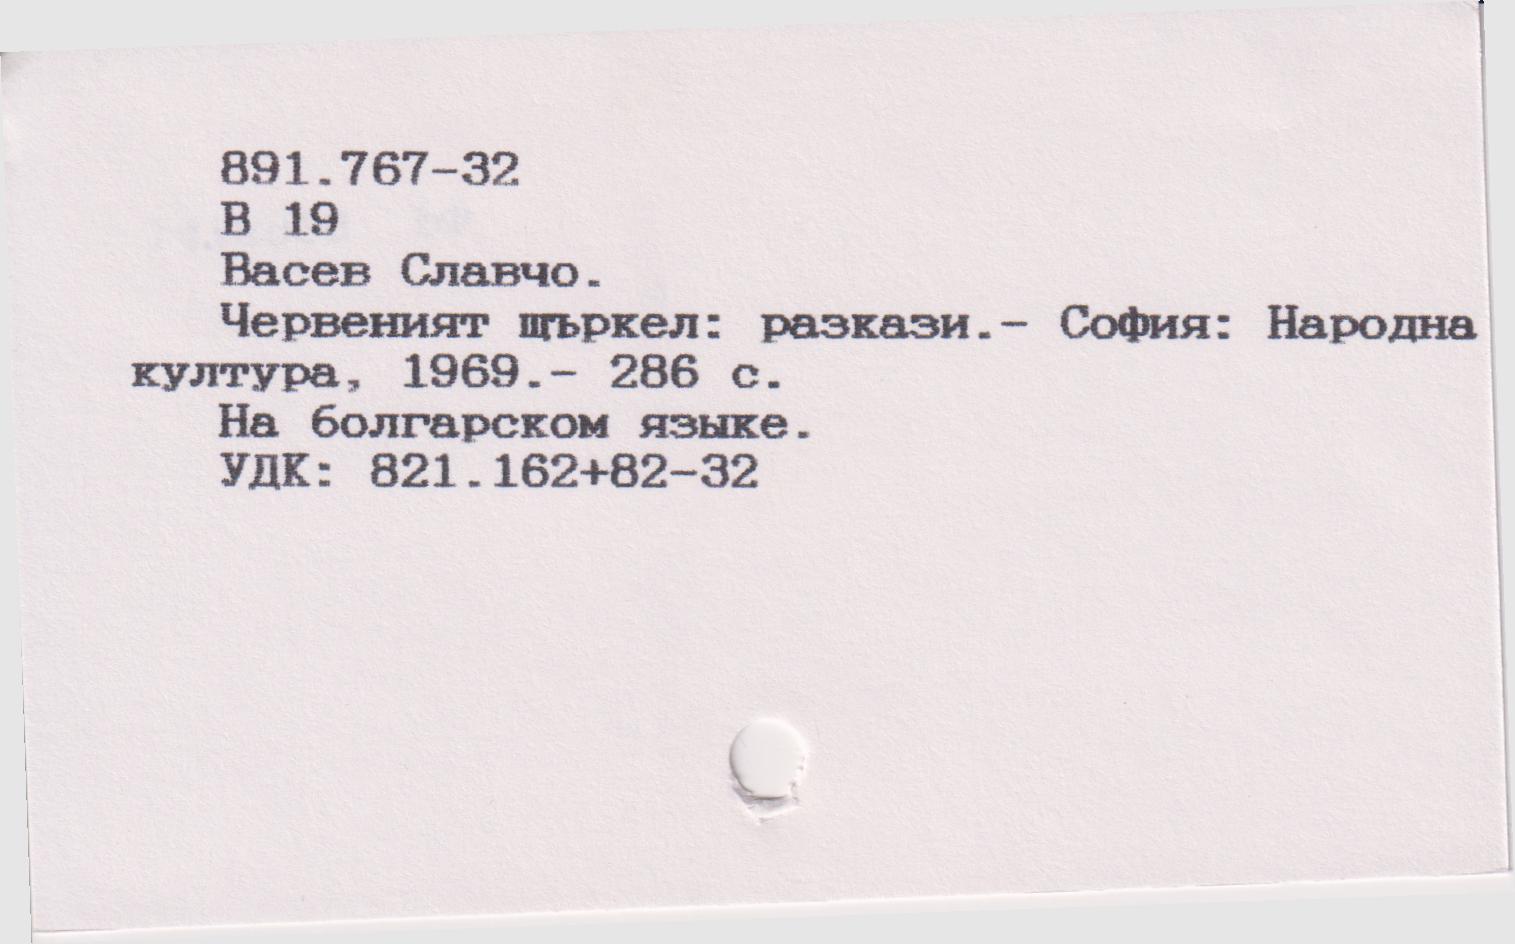 891.767-32
В 19
Васев Славчо.
Червеният щъркел: разкази.- София: Народна
култура, 1969.- 286 с.
На болгарском языке.
УДК: 821.162+82-32